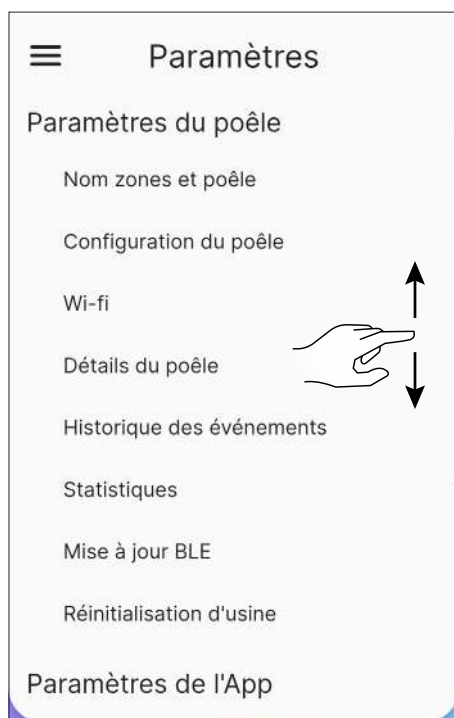 Paramètres
Paramètres du poêle
Nom zones et poêle
Configuration du poêle
Wi-fi
Détails du poêle
Historique des événements
Statistiques
Mise à jour BLE
Réinitialisation d'usine
Paramètres de l'App